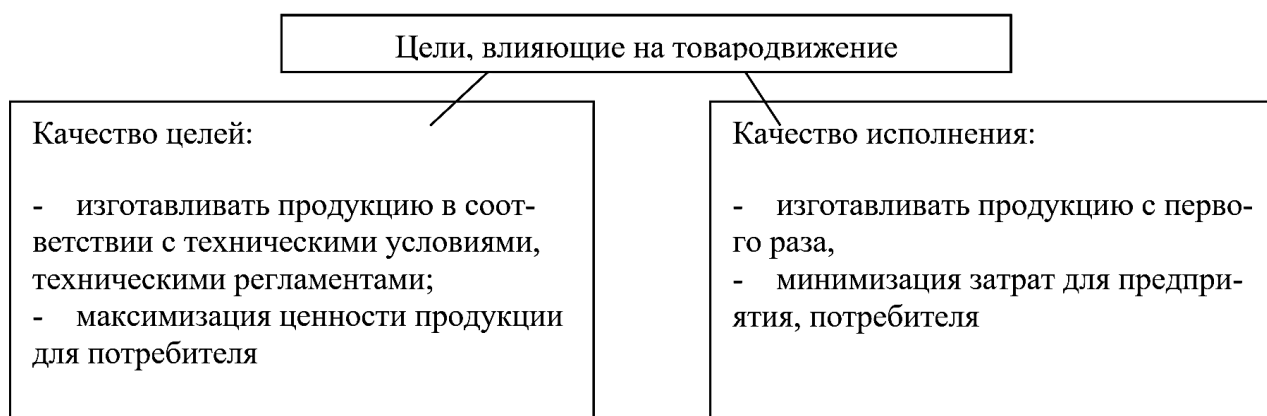 Цели, влияющие на товародвижение
Качество целей:
- изготавливать продукцию в соот-
ветствии с техническими условиями,
техническими регламентами;
- максимизация ценности продукции
для потребителя
Качество исполнения:
- изготавливать продукцию с перво-
го раза,
- минимизация затрат для предпри-
ятия, потребителя